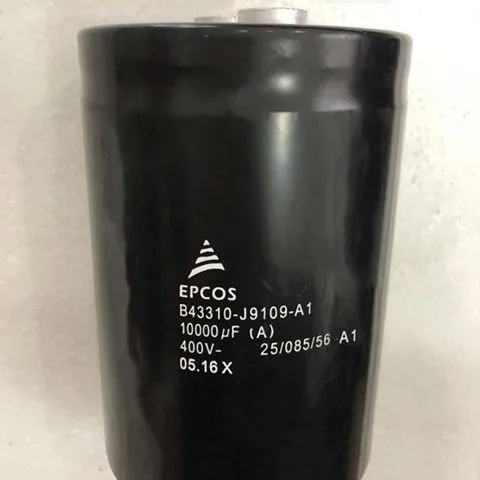 EPCOS
B43310-J9109-A1
10000µF (A)
400V- 25/085/56 A1
05.16 X